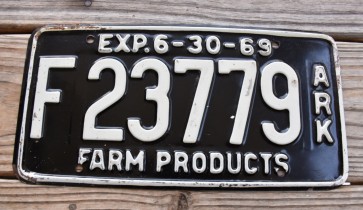 EXP. 6-30-69
F 23779
ARK
FARM PRODUCTS